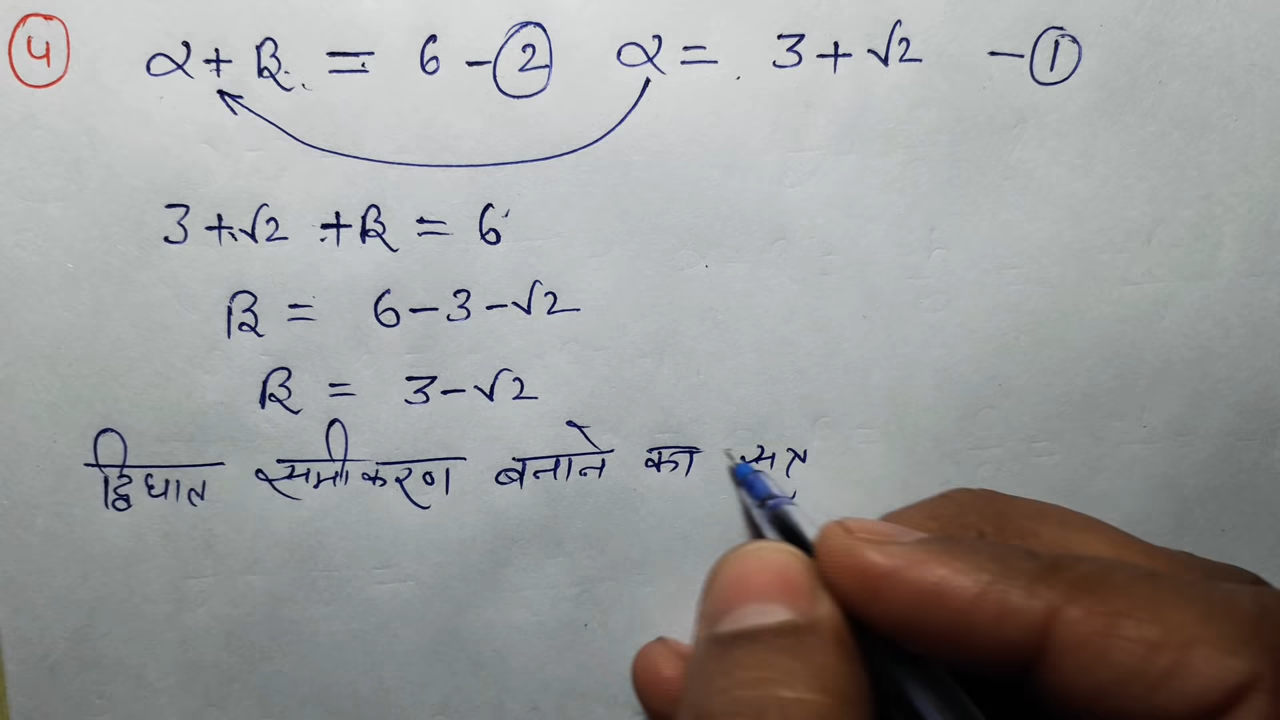 4 α + β = 6 - 2 α = 3 + √2 - 1
3 + √2 + β = 6
β = 6 - 3 - √2
β = 3 - √2
द्विघात समीकरण बनाने का सूत्र